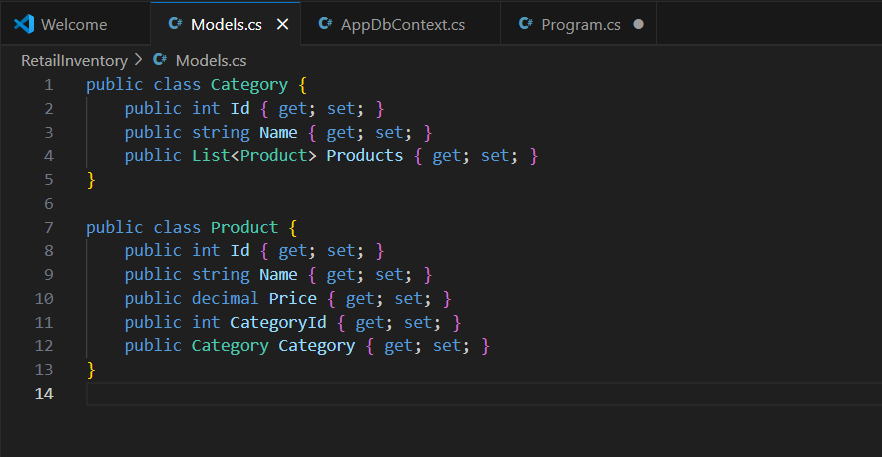 Welcome C# Models.cs × C# AppDbContext.cs C# Program.cs ●
RetailInventory > C# Models.cs
1 public class Category {
2     public int Id { get; set; }
3     public string Name { get; set; }
4     public List<Product> Products { get; set; }
5 }
6
7 public class Product {
8     public int Id { get; set; }
9     public string Name { get; set; }
10     public decimal Price { get; set; }
11     public int CategoryId { get; set; }
12     public Category Category { get; set; }
13 }
14